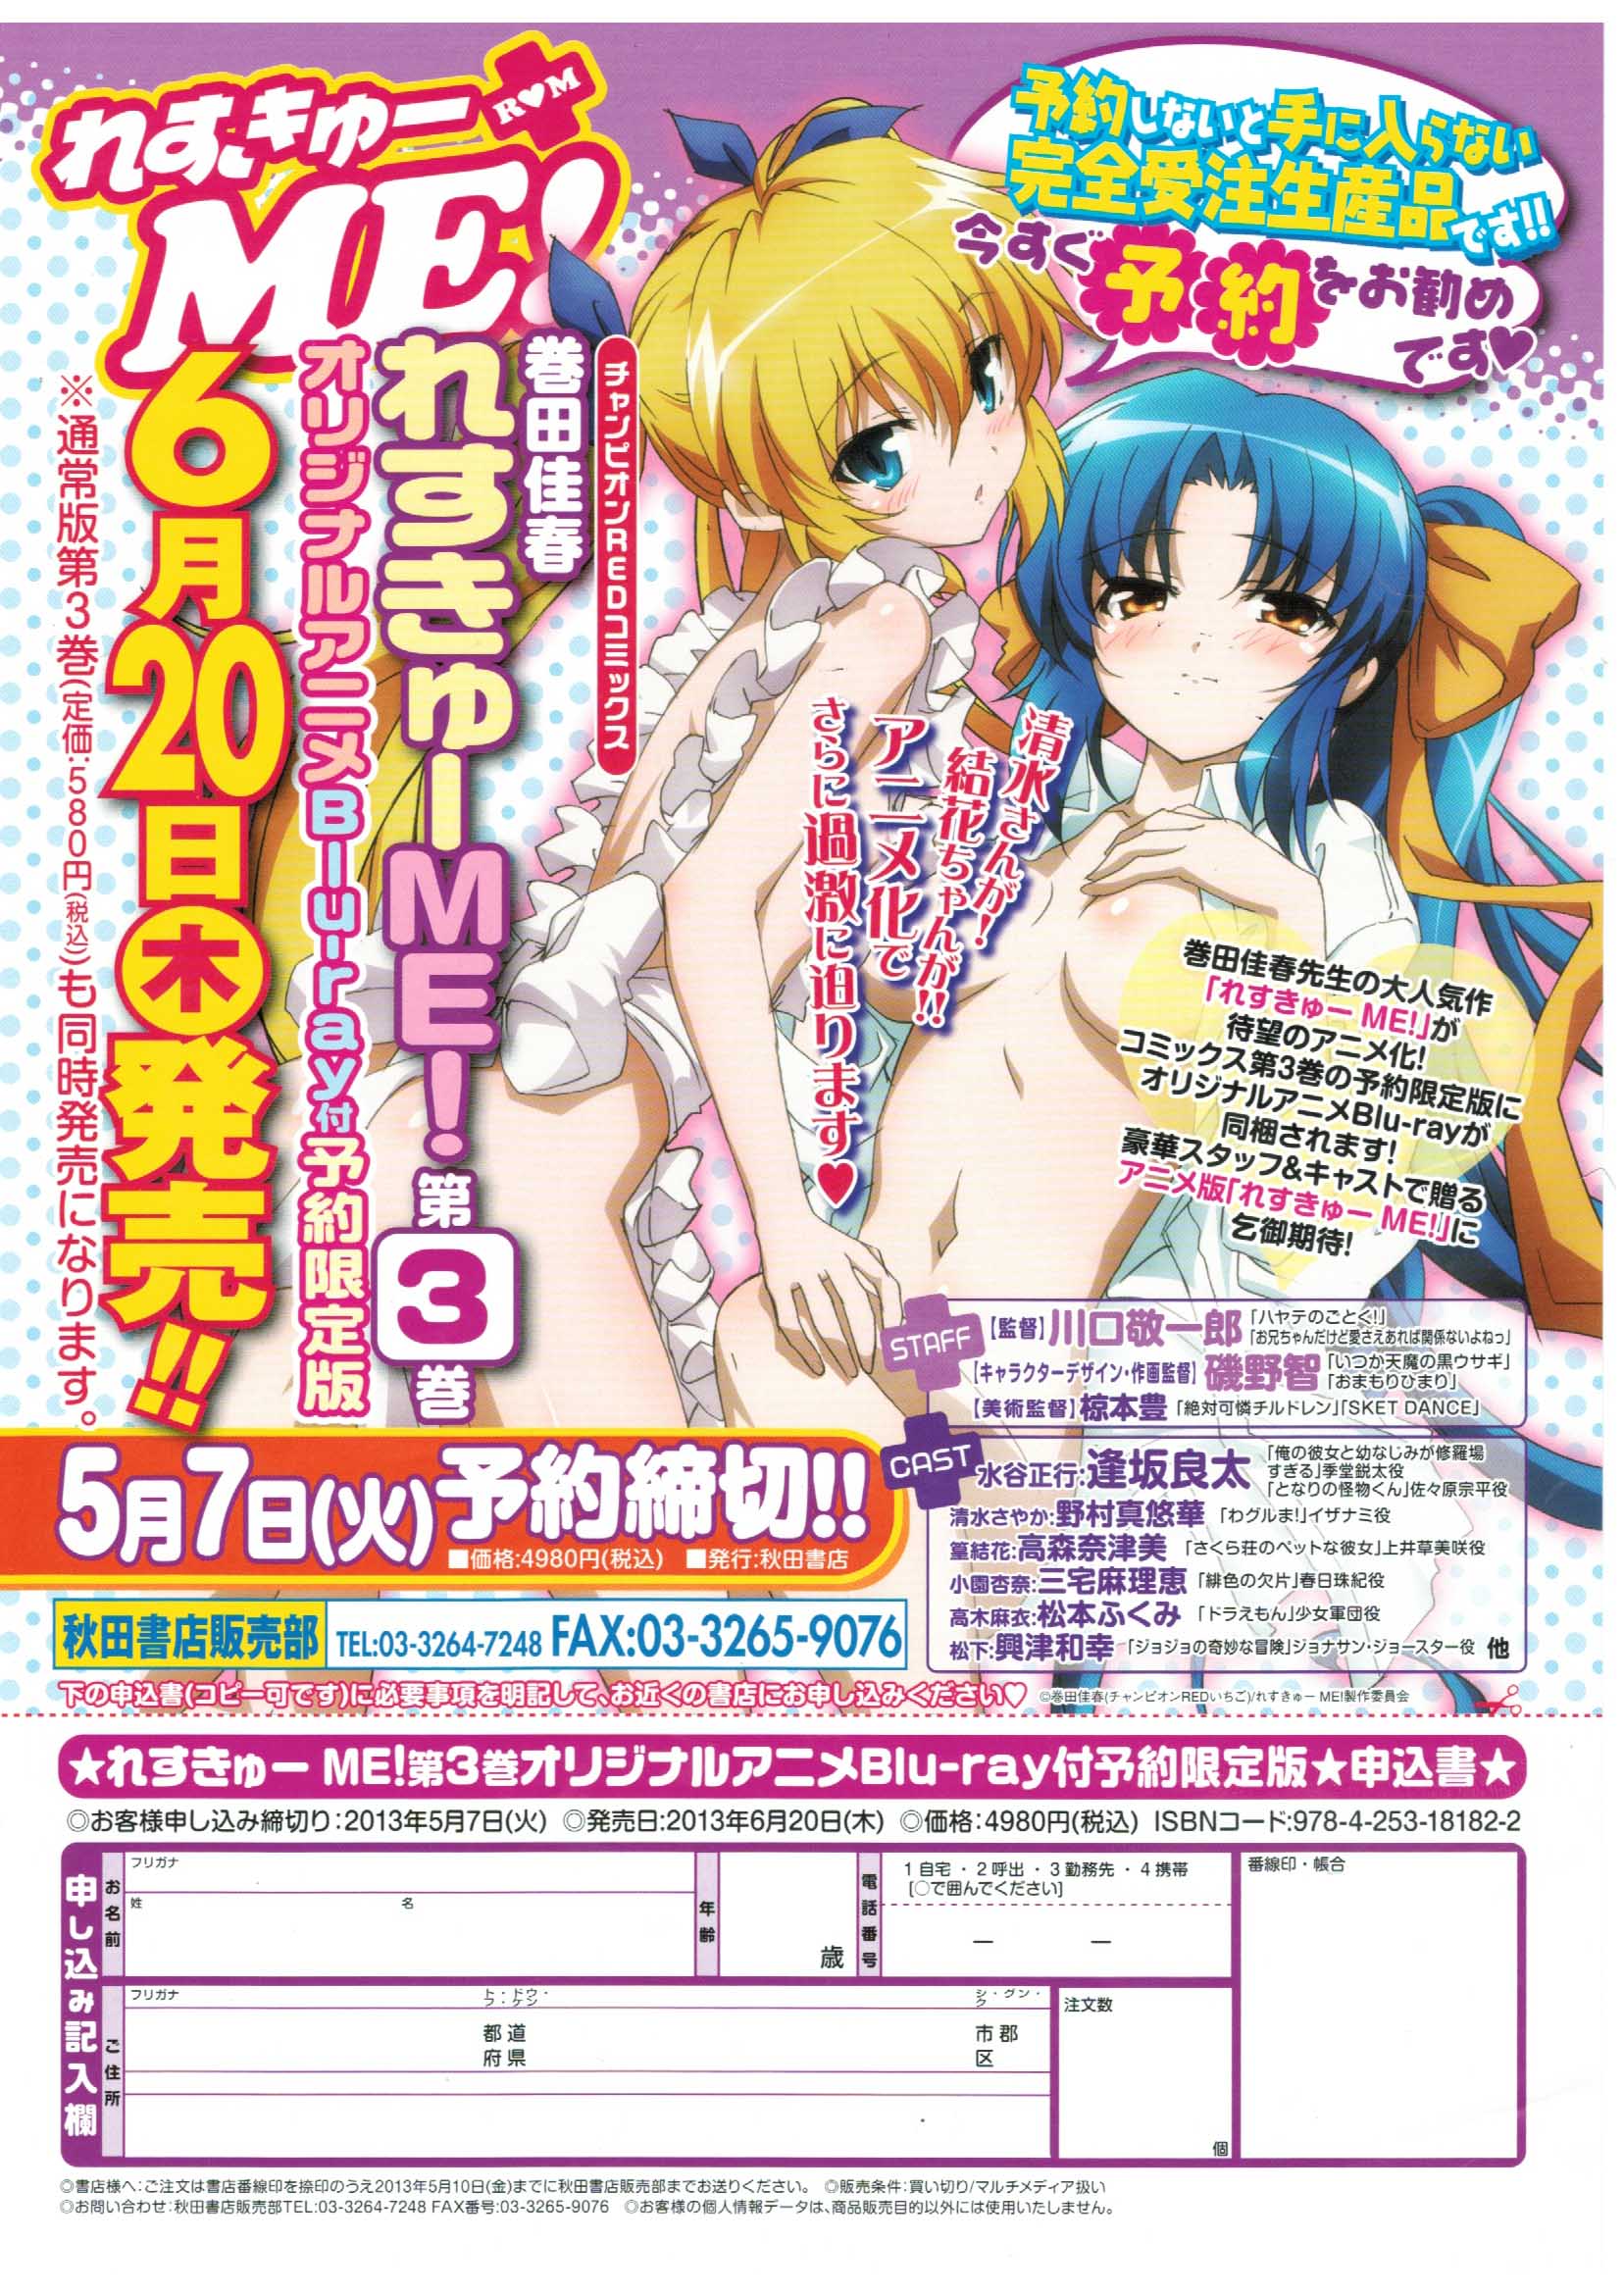 れすきゅー
R♥M
ME!
予約しないと手に入らない
完全受注生産品です!!
今すぐ予約をお勧め
です♥
チャンピオンREDコミックス
巻田佳春
れすきゅーME!第3巻
オリジナルアニメBlu-ray付予約限定版
6月20日木発売!!
※通常版第3巻(定価:580円(税込))も同時発売になります。
清水さんが!
結花ちゃんが!!
アニメ化で
さらに過激に迫ります♥
巻田佳春先生の大人気作
「れすきゅー ME!」が
待望のアニメ化!
コミックス第3巻の予約限定版に
オリジナルアニメBlu-rayが
同梱されます!
豪華スタッフ&キャストで贈る
アニメ版「れすきゅー ME!」に
乞御期待!
STAFF
【監督】川口敬一郎「ハヤテのごとく!」
「お兄ちゃんだけど愛さえあれば関係ないよねっ」
【キャラクターデザイン・作画監督】磯野智「いつか天魔の黒ウサギ」
「おまもりひまり」
【美術監督】椋本豊「絶対可憐チルドレン」「SKET DANCE」
CAST
水谷正行:逢坂良太「俺の彼女と幼なじみが修羅場
すぎる」季堂鋭太役
「となりの怪物くん」佐々原宗平役
清水さやか:野村真悠華「わグルま!」イザナミ役
篁結花:高森奈津美「さくら荘のペットな彼女」上井草美咲役
小園杏奈:三宅麻理恵「緋色の欠片」春日珠紀役
高木麻衣:松本ふくみ「ドラえもん」少女軍団役
松下:興津和幸「ジョジョの奇妙な冒険」ジョナサン・ジョースター役 他
5月7日(火)予約締切!!
■価格:4980円(税込) ■発行:秋田書店
秋田書店販売部 TEL:03-3264-7248 FAX:03-3265-9076
下の申込書(コピー可です)に必要事項を明記して、お近くの書店にお申し込みください♥
©巻田佳春(チャンピオンREDいちご)/れすきゅー ME!製作委員会
★れすきゅー ME!第3巻オリジナルアニメBlu-ray付予約限定版★申込書★
◎お客様申し込み締切り:2013年5月7日(火) ◎発売日:2013年6月20日(木) ◎価格:4980円(税込) ISBNコード:978-4-253-18182-2
申し込み記入欄
お名前
フリガナ
姓 名
年齢
歳
電話番号
1 自宅 ・ 2 呼出 ・ 3 勤務先 ・ 4 携帯
[○で囲んでください]
― ―
番線印・帳合
ご住所
フリガナ
ト・ドウ・
フ・ケン
シ・グン・
ク
都道
府県
市郡
区
注文数
個
◎書店様へ:ご注文は書店番線印を捺印のうえ2013年5月10日(金)までに秋田書店販売部までお送りください。 ◎販売条件:買い切り/マルチメディア扱い
◎お問い合わせ:秋田書店販売部TEL:03-3264-7248 FAX番号:03-3265-9076 ◎お客様の個人情報データは、商品販売目的以外には使用いたしません。